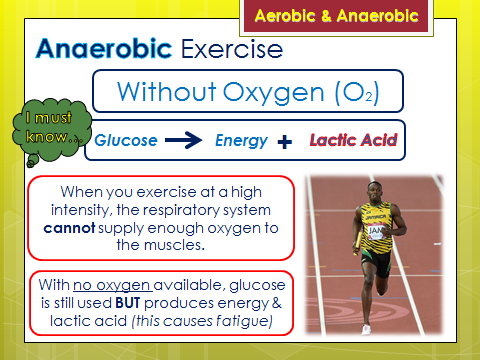 Aerobic & Anaerobic
Anaerobic Exercise
Without Oxygen (O₂)
I must
know...
Glucose → Energy + Lactic Acid
When you exercise at a high
intensity, the respiratory system
cannot supply enough oxygen to
the muscles.
With no oxygen available, glucose
is still used BUT produces energy &
lactic acid (this causes fatigue)
JAMAICA
JAM